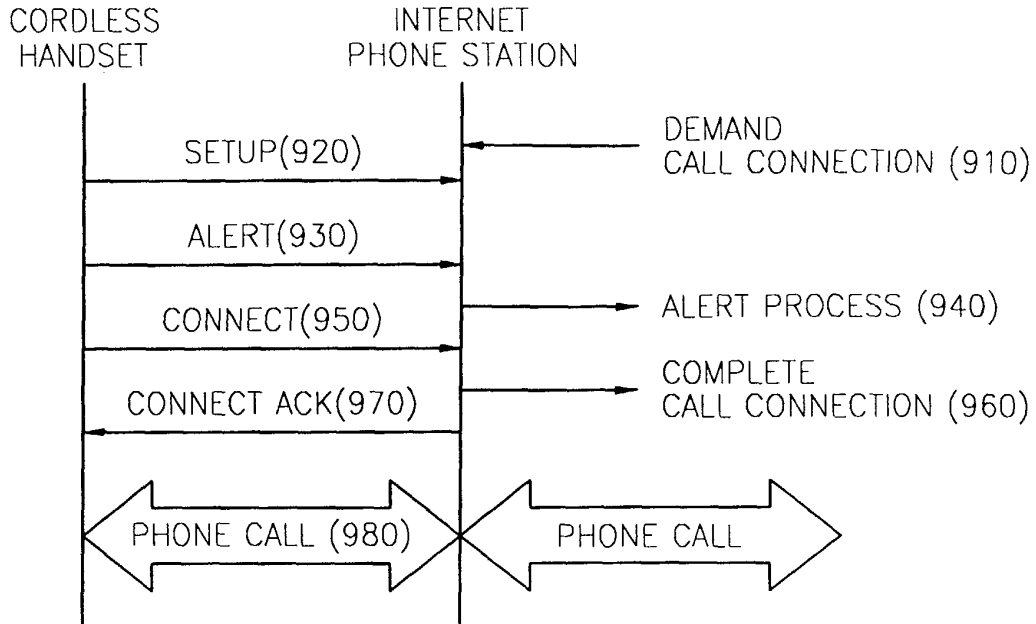 CORDLESS
HANDSET
INTERNET
PHONE STATION
DEMAND
CALL CONNECTION (910)
SETUP(920)
ALERT(930)
ALERT PROCESS (940)
CONNECT(950)
COMPLETE
CALL CONNECTION (960)
CONNECT ACK(970)
PHONE CALL (980)
PHONE CALL